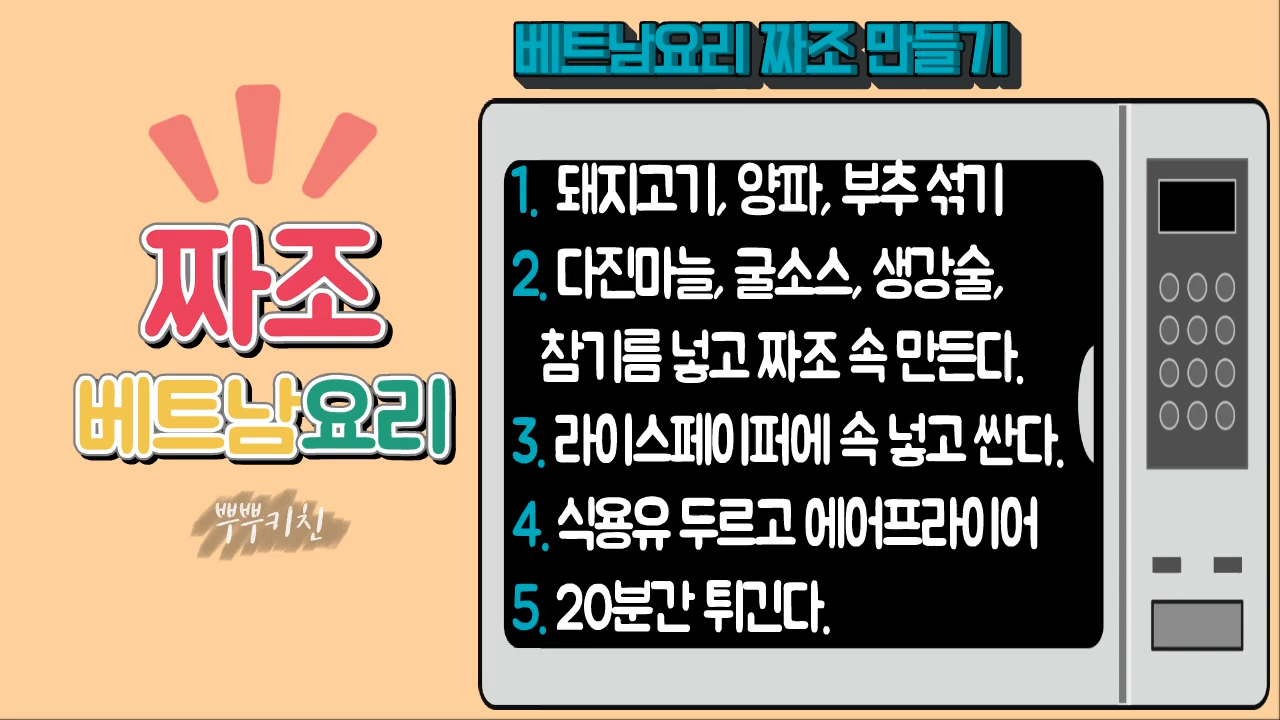 베트남요리 짜조 만들기
짜조
베트남요리
뿌뿌키친
1. 돼지고기, 양파, 부추 섞기
2. 다진마늘, 굴소스, 생강술,
참기름 넣고 짜조 속 만든다.
3. 라이스페이퍼에 속 넣고 싼다.
4. 식용유 두르고 에어프라이어
5. 20분간 튀긴다.